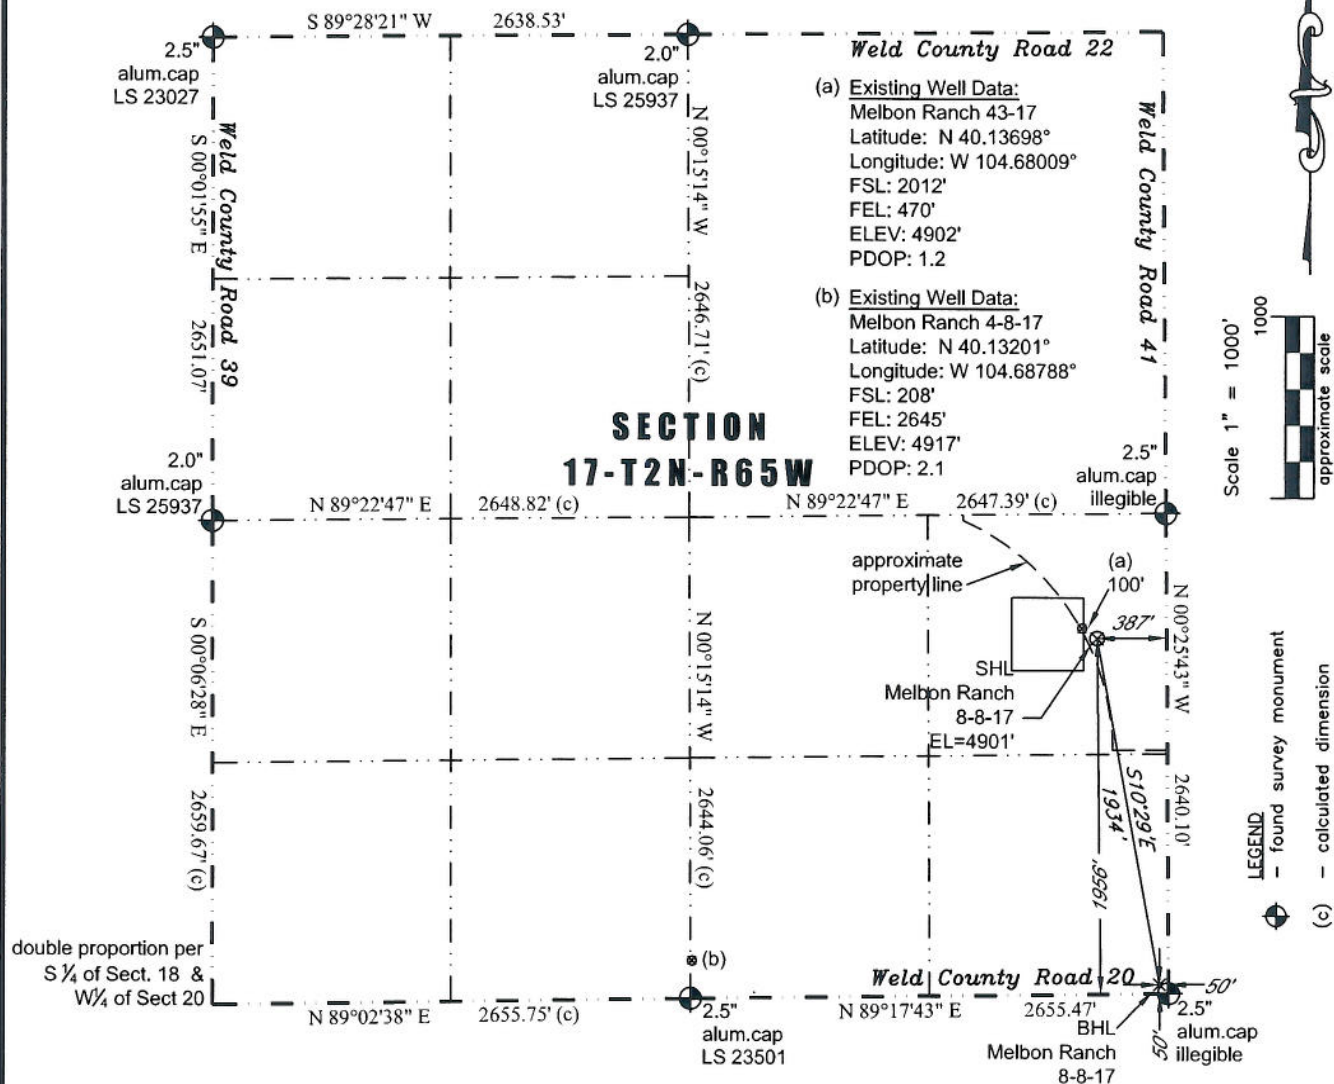 S 89°28'21" W
2638.53'
2.5"
alum.cap
LS 23027
2.0"
alum.cap
LS 25937
Weld County Road 22
Weld County Road 39
S 00°01'55" E
2651.07'
N 00°15'14" W
2646.71' (c)
(a) Existing Well Data:
Melbon Ranch 43-17
Latitude: N 40.13698°
Longitude: W 104.68009°
FSL: 2012'
FEL: 470'
ELEV: 4902'
PDOP: 1.2
(b) Existing Well Data:
Melbon Ranch 4-8-17
Latitude: N 40.13201°
Longitude: W 104.68788°
FSL: 208'
FEL: 2645'
ELEV: 4917'
PDOP: 2.1
Weld County Road 41
Scale 1" = 1000'
1000
approximate scale
SECTION
17-T2N-R65W
2.0"
alum.cap
LS 25937
2.5"
alum.cap
illegible
N 89°22'47" E
2648.82' (c)
N 89°22'47" E
2647.39' (c)
approximate
property line
(a)
100'
387'
SHL
Melbon Ranch
8-8-17
EL=4901'
S 00°06'28" E
2659.67' (c)
N 00°15'14" W
2644.06' (c)
N 00°25'43" W
2640.10'
S10°29'E
1934'
1956'
LEGEND
- found survey monument
(c) - calculated dimension
double proportion per
S 1/4 of Sect. 18 &
W1/4 of Sect 20
(b)
Weld County Road 20
50'
50'
N 89°02'38" E
2655.75' (c)
2.5"
alum.cap
LS 23501
N 89°17'43" E
2655.47'
BHL
Melbon Ranch
8-8-17
2.5"
alum.cap
illegible